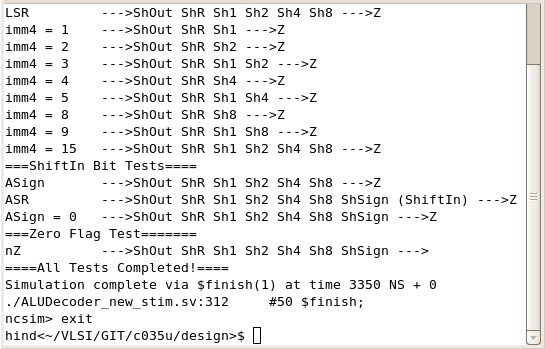 LSR         --->ShOut ShR Sh1 Sh2 Sh4 Sh8 --->Z
imm4 = 1    --->ShOut ShR Sh1 --->Z
imm4 = 2    --->ShOut ShR Sh2 --->Z
imm4 = 3    --->ShOut ShR Sh1 Sh2 --->Z
imm4 = 4    --->ShOut ShR Sh4 --->Z
imm4 = 5    --->ShOut ShR Sh1 Sh4 --->Z
imm4 = 8    --->ShOut ShR Sh8 --->Z
imm4 = 9    --->ShOut ShR Sh1 Sh8 --->Z
imm4 = 15   --->ShOut ShR Sh1 Sh2 Sh4 Sh8 --->Z
===ShiftIn Bit Tests====
ASign       --->ShOut ShR Sh1 Sh2 Sh4 Sh8 --->Z
ASR         --->ShOut ShR Sh1 Sh2 Sh4 Sh8 ShSign (ShiftIn) --->Z
ASign = 0   --->ShOut ShR Sh1 Sh2 Sh4 Sh8 ShSign --->Z
===Zero Flag Test=======
nZ          --->ShOut ShR Sh1 Sh2 Sh4 Sh8 ShSign --->
====All Tests Completed!====
Simulation complete via $finish(1) at time 3350 NS + 0
./ALUDecoder_new_stim.sv:312     #50 $finish;
ncsim> exit
hind<~/VLSI/GIT/c035u/design>$